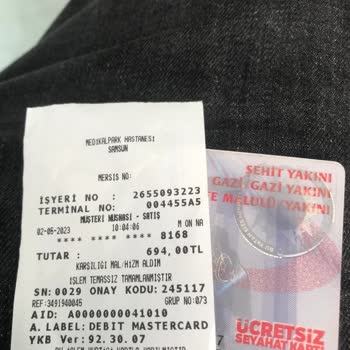 MEDİKALPARK HASTANESİ
SAMSUN
MERSİS NO:
İŞYERİ NO : 2655093223
TERMİNAL NO: 004455A5
MÜŞTERİ NÜSHASI - SATIŞ
02-06-2023 10:04:06 M ON NA
**** **** **** 8168
TUTAR : 694,00TL
KARŞILIĞI MAL/HİZM ALDIM
İŞLEM TEMASSIZ TAMAMLANMIŞTIR
SN:0029 ONAY KODU:245117
REF:3491940045 GRUP NO:073
AID: A0000000041010
A. LABEL: DEBIT MASTERCARD
YKB Ver: 92.30.07
ŞEHİT YAKINI
GAZİ/GAZİ YAKINI
MALULÜ/YAKINI
ÜCRETSİZ
SEYAHAT KARTI